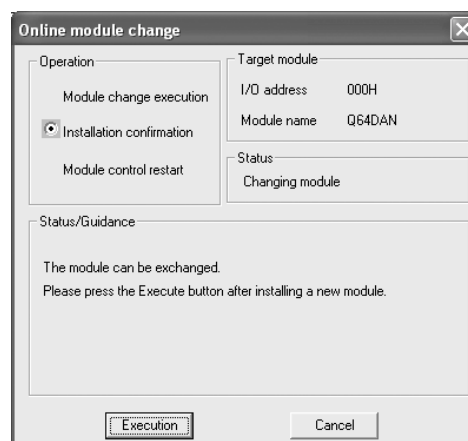 Online module change
Operation
Module change execution
Installation confirmation
Module control restart
Target module
I/O address 000H
Module name Q64DAN
Status
Changing module
Status/Guidance
The module can be exchanged.
Please press the Execute button after installing a new module.
Execution Cancel